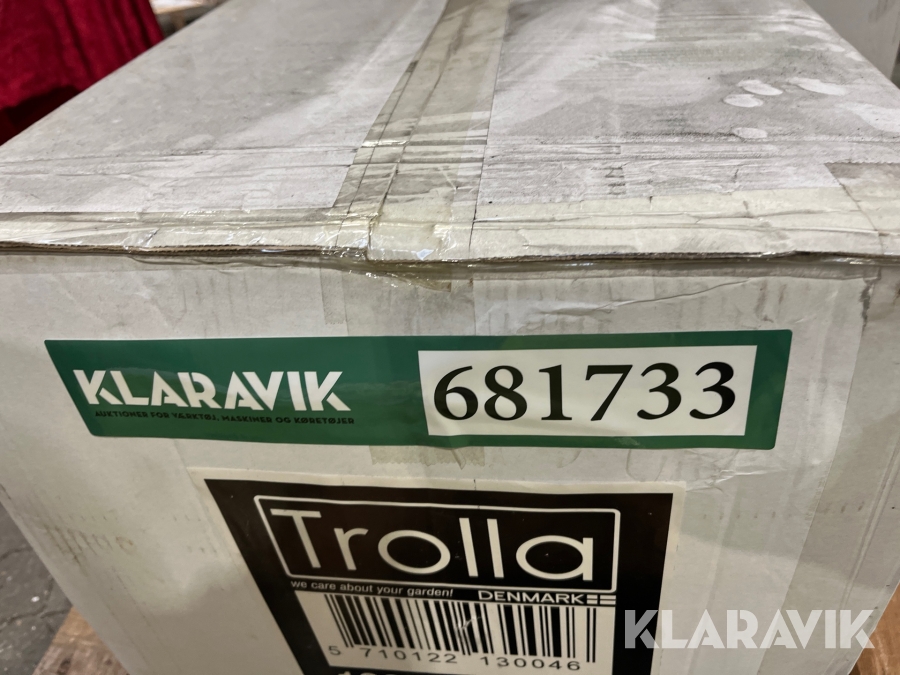 KLARAVIK
AUKTIONER FOR VÆRKTØJ, MASKINER OG KØRETØJER
681733
Trolla
we care about your garden!
DENMARK
5 710122 130046
KLARAVIK